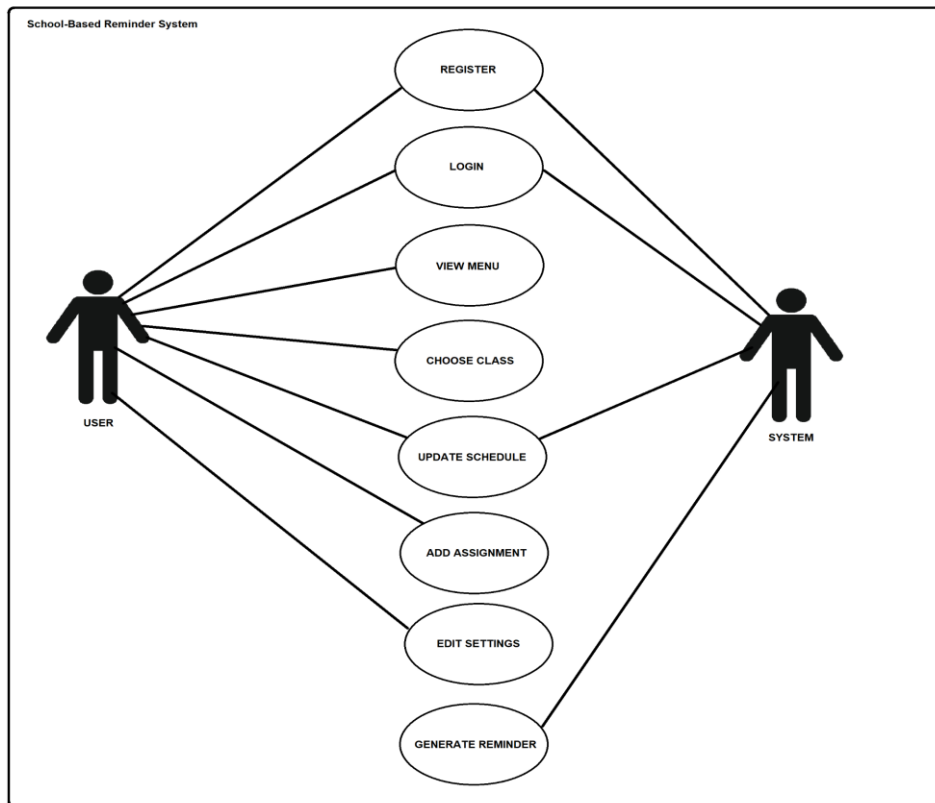 School-Based Reminder System
REGISTER
LOGIN
VIEW MENU
CHOOSE CLASS
USER
SYSTEM
UPDATE SCHEDULE
ADD ASSIGNMENT
EDIT SETTINGS
GENERATE REMINDER